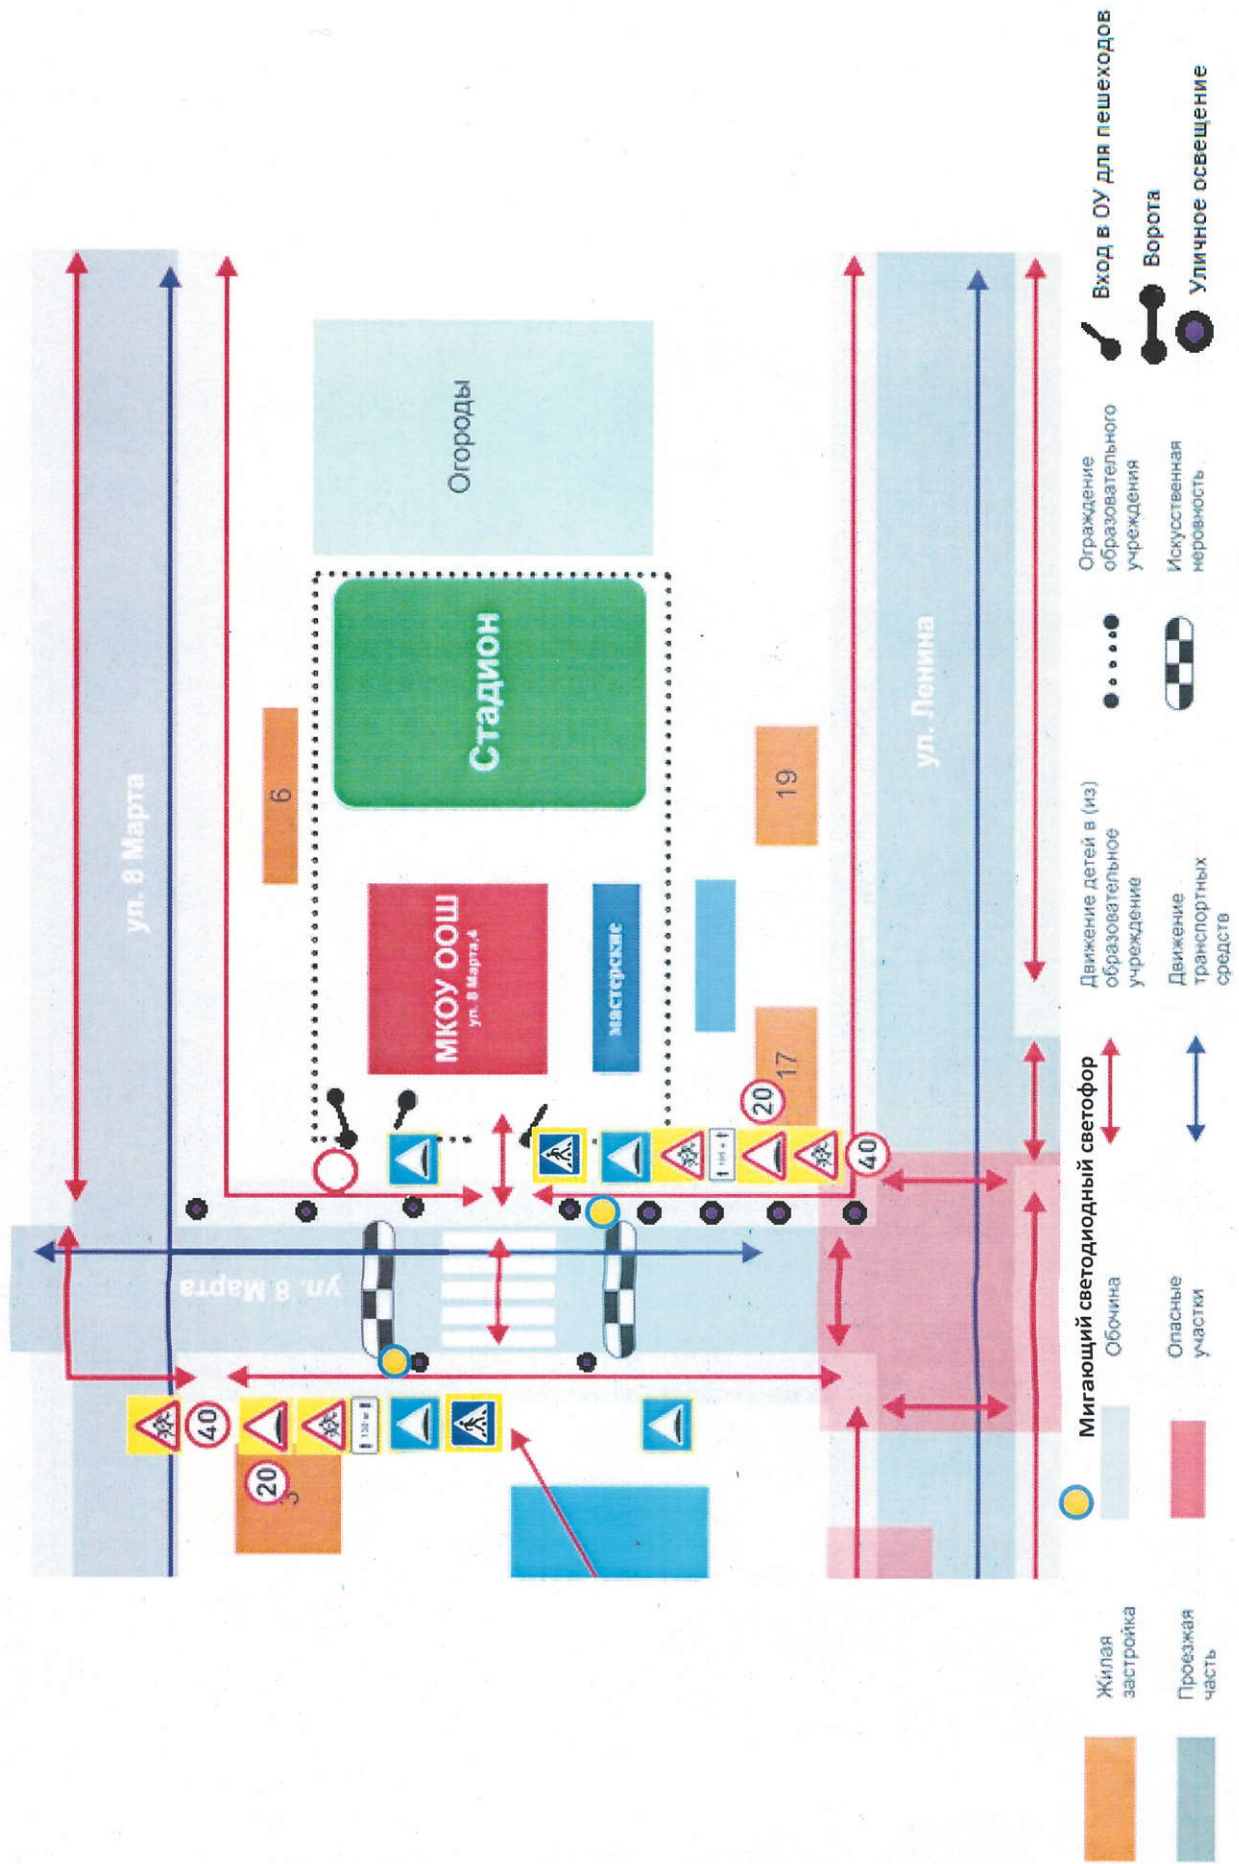 ул. 8 Марта
ул. 8 Марта
6
МКОУ ООШ
ул. 8 Марта,4
Стадион
Огороды
мастерские
17
19
ул. Ленина
40
20
20
40
Жилая
застройка
Проезжая
часть
Мигающий светодиодный светофор
Обочина
Опасные
участки
Движение детей в (из)
образовательное
учреждение
Движение
транспортных
средств
Ограждение
образовательного
учреждения
Искусственная
неровность
Вход в ОУ для пешеходов
Ворота
Уличное освещение